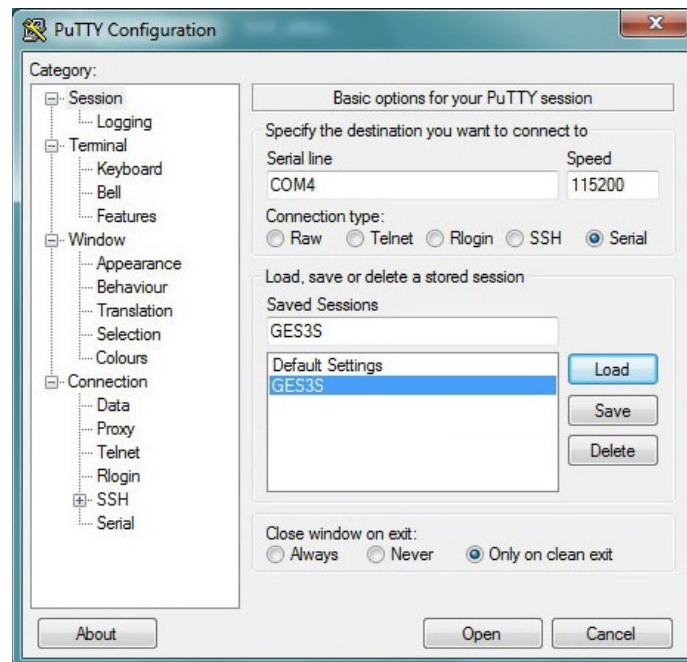 PuTTY Configuration
Category:
Session
Logging
Terminal
Keyboard
Bell
Features
Window
Appearance
Behaviour
Translation
Selection
Colours
Connection
Data
Proxy
Telnet
Rlogin
SSH
Serial
Basic options for your PuTTY session
Specify the destination you want to connect to
Serial line Speed
COM4 115200
Connection type:
Raw Telnet Rlogin SSH Serial
Load, save or delete a stored session
Saved Sessions
GES3S
Default Settings
GES3S
Load
Save
Delete
Close window on exit:
Always Never Only on clean exit
About Open Cancel